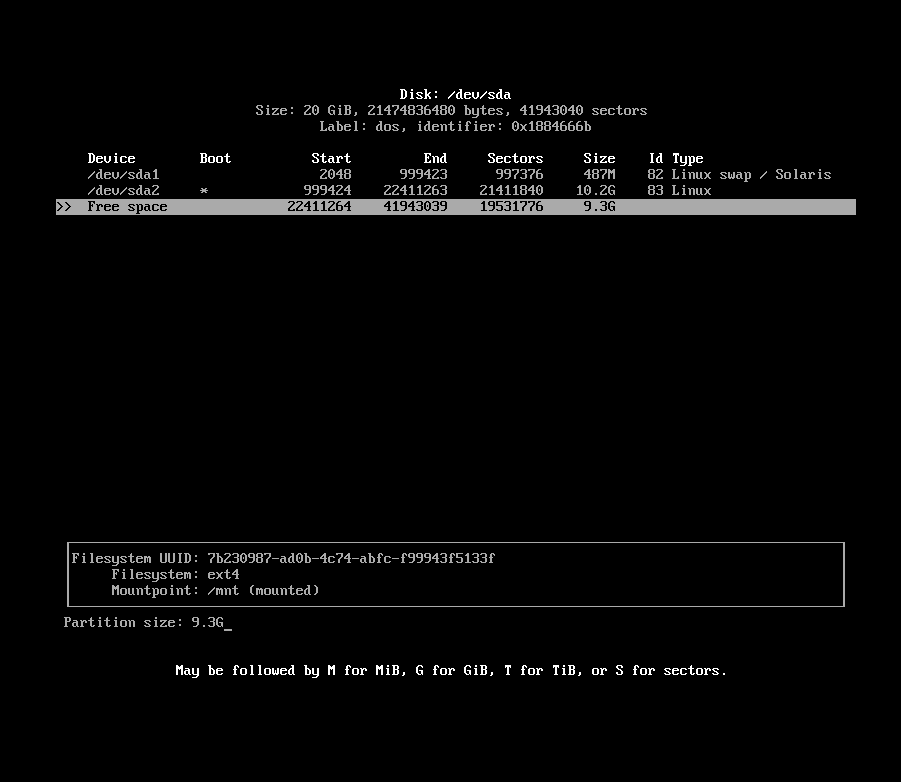 Disk: /dev/sda
Size: 20 GiB, 21474836480 bytes, 41943040 sectors
Label: dos, identifier: 0x1884666b
Device Boot Start End Sectors Size Id Type
/dev/sda1 2048 999423 997376 487M 82 Linux swap / Solaris
/dev/sda2 * 999424 22411263 21411840 10.2G 83 Linux
>> Free space 22411264 41943039 19531776 9.3G
Filesystem UUID: 7b230987-ad0b-4c74-abfc-f99943f5133f
Filesystem: ext4
Mountpoint: /mnt (mounted)
Partition size: 9.3G_
May be followed by M for MiB, G for GiB, T for TiB, or S for sectors.